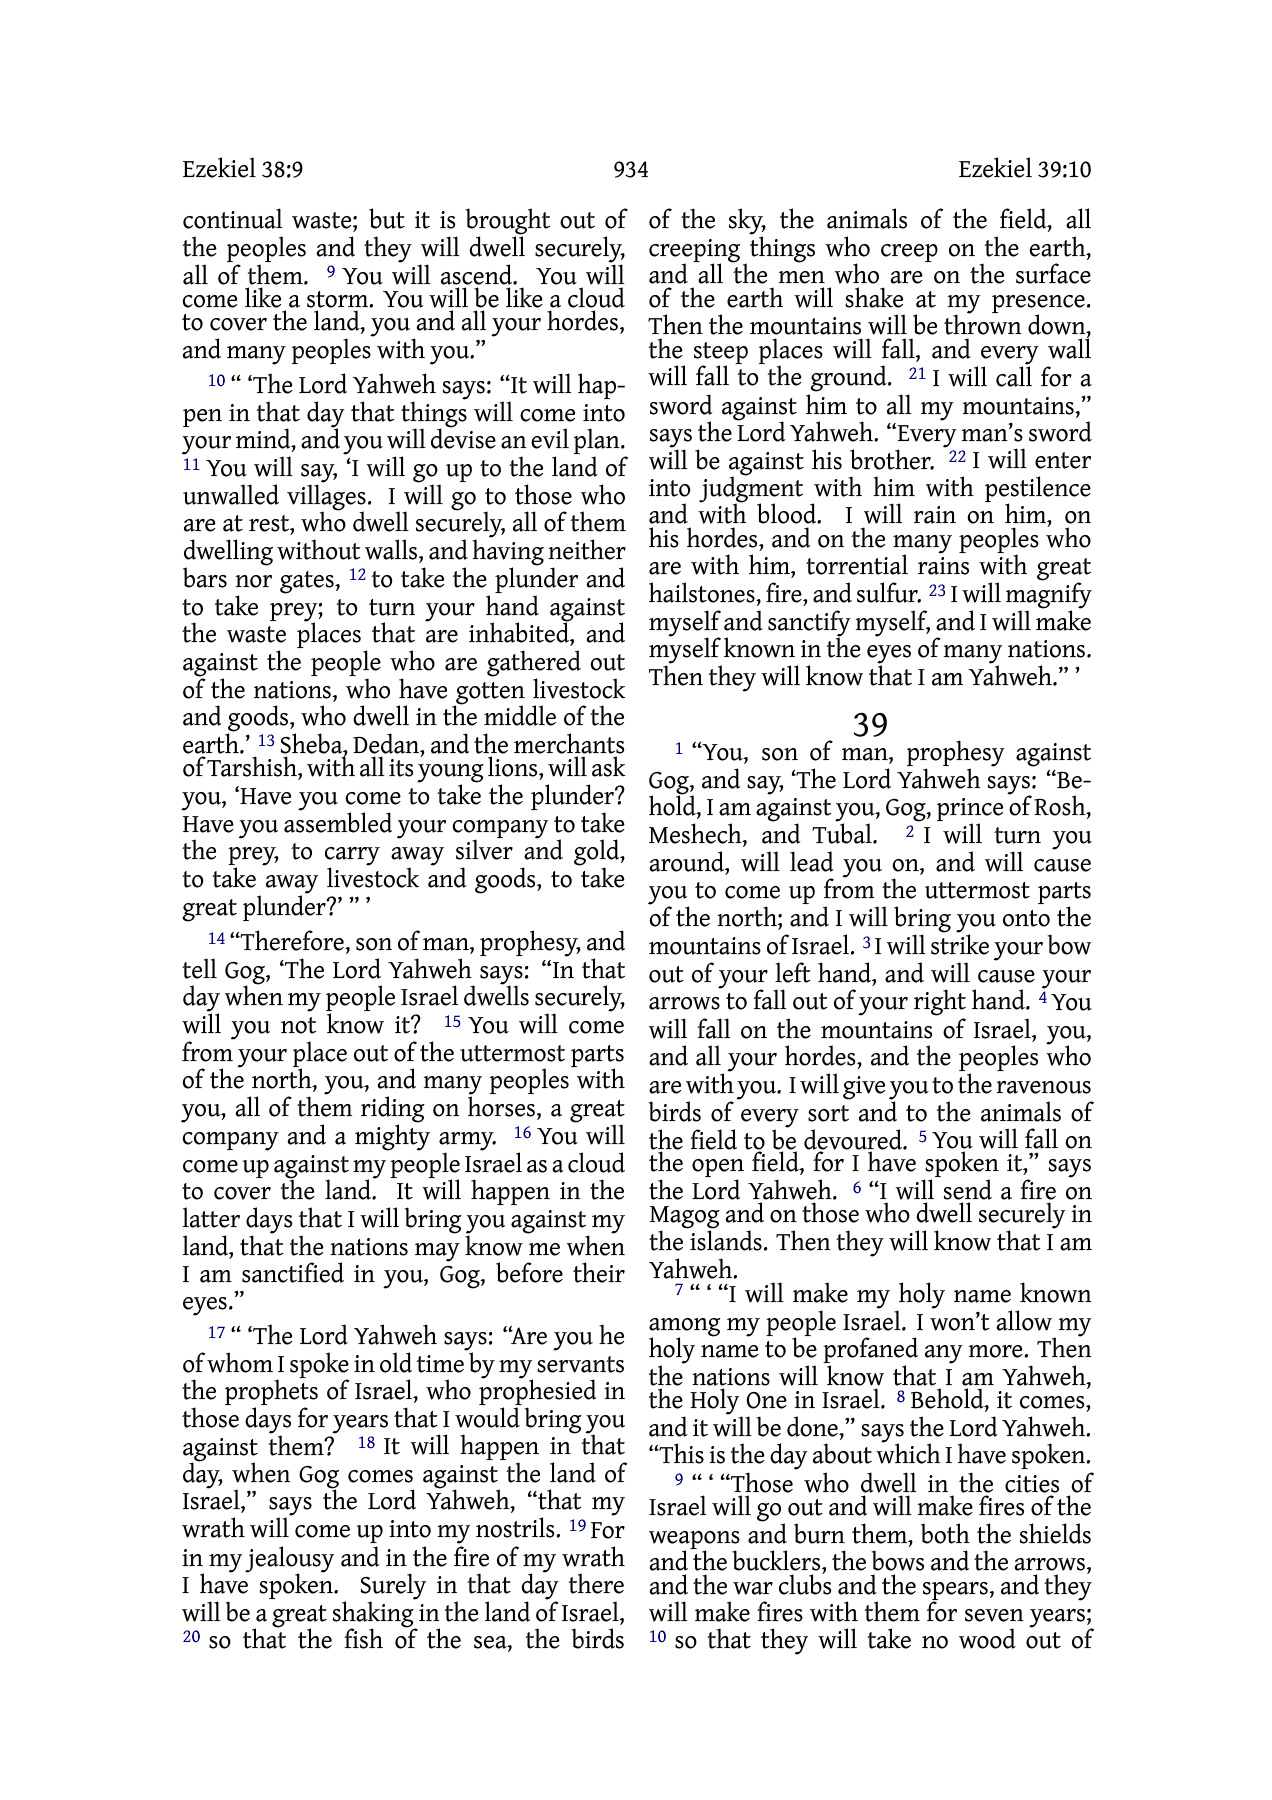 Ezekiel 38:9 934 Ezekiel 39:10
continual waste; but it is brought out of
the peoples and they will dwell securely,
all of them. 9 You will ascend. You will
come like a storm. You will be like a cloud
to cover the land, you and all your hordes,
and many peoples with you.”
10 “ ‘The Lord Yahweh says: “It will hap-
pen in that day that things will come into
your mind, and you will devise an evil plan.
11 You will say, ‘I will go up to the land of
unwalled villages. I will go to those who
are at rest, who dwell securely, all of them
dwelling without walls, and having neither
bars nor gates, 12 to take the plunder and
to take prey; to turn your hand against
the waste places that are inhabited, and
against the people who are gathered out
of the nations, who have gotten livestock
and goods, who dwell in the middle of the
earth.’ 13 Sheba, Dedan, and the merchants
of Tarshish, with all its young lions, will ask
you, ‘Have you come to take the plunder?
Have you assembled your company to take
the prey, to carry away silver and gold,
to take away livestock and goods, to take
great plunder?’ ” ’
14 “Therefore, son of man, prophesy, and
tell Gog, ‘The Lord Yahweh says: “In that
day when my people Israel dwells securely,
will you not know it? 15 You will come
from your place out of the uttermost parts
of the north, you, and many peoples with
you, all of them riding on horses, a great
company and a mighty army. 16 You will
come up against my people Israel as a cloud
to cover the land. It will happen in the
latter days that I will bring you against my
land, that the nations may know me when
I am sanctified in you, Gog, before their
eyes.”
17 “ ‘The Lord Yahweh says: “Are you he
of whom I spoke in old time by my servants
the prophets of Israel, who prophesied in
those days for years that I would bring you
against them? 18 It will happen in that
day, when Gog comes against the land of
Israel,” says the Lord Yahweh, “that my
wrath will come up into my nostrils. 19 For
in my jealousy and in the fire of my wrath
I have spoken. Surely in that day there
will be a great shaking in the land of Israel,
20 so that the fish of the sea, the birds
of the sky, the animals of the field, all
creeping things who creep on the earth,
and all the men who are on the surface
of the earth will shake at my presence.
Then the mountains will be thrown down,
the steep places will fall, and every wall
will fall to the ground. 21 I will call for a
sword against him to all my mountains,”
says the Lord Yahweh. “Every man’s sword
will be against his brother. 22 I will enter
into judgment with him with pestilence
and with blood. I will rain on him, on
his hordes, and on the many peoples who
are with him, torrential rains with great
hailstones, fire, and sulfur. 23 I will magnify
myself and sanctify myself, and I will make
myself known in the eyes of many nations.
Then they will know that I am Yahweh.” ’
39
1 “You, son of man, prophesy against
Gog, and say, ‘The Lord Yahweh says: “Be-
hold, I am against you, Gog, prince of Rosh,
Meshech, and Tubal. 2 I will turn you
around, will lead you on, and will cause
you to come up from the uttermost parts
of the north; and I will bring you onto the
mountains of Israel. 3 I will strike your bow
out of your left hand, and will cause your
arrows to fall out of your right hand. 4 You
will fall on the mountains of Israel, you,
and all your hordes, and the peoples who
are with you. I will give you to the ravenous
birds of every sort and to the animals of
the field to be devoured. 5 You will fall on
the open field, for I have spoken it,” says
the Lord Yahweh. 6 “I will send a fire on
Magog and on those who dwell securely in
the islands. Then they will know that I am
Yahweh.
7 “ ‘ “I will make my holy name known
among my people Israel. I won’t allow my
holy name to be profaned any more. Then
the nations will know that I am Yahweh,
the Holy One in Israel. 8 Behold, it comes,
and it will be done,” says the Lord Yahweh.
“This is the day about which I have spoken.
9 “ ‘ “Those who dwell in the cities of
Israel will go out and will make fires of the
weapons and burn them, both the shields
and the bucklers, the bows and the arrows,
and the war clubs and the spears, and they
will make fires with them for seven years;
10 so that they will take no wood out of